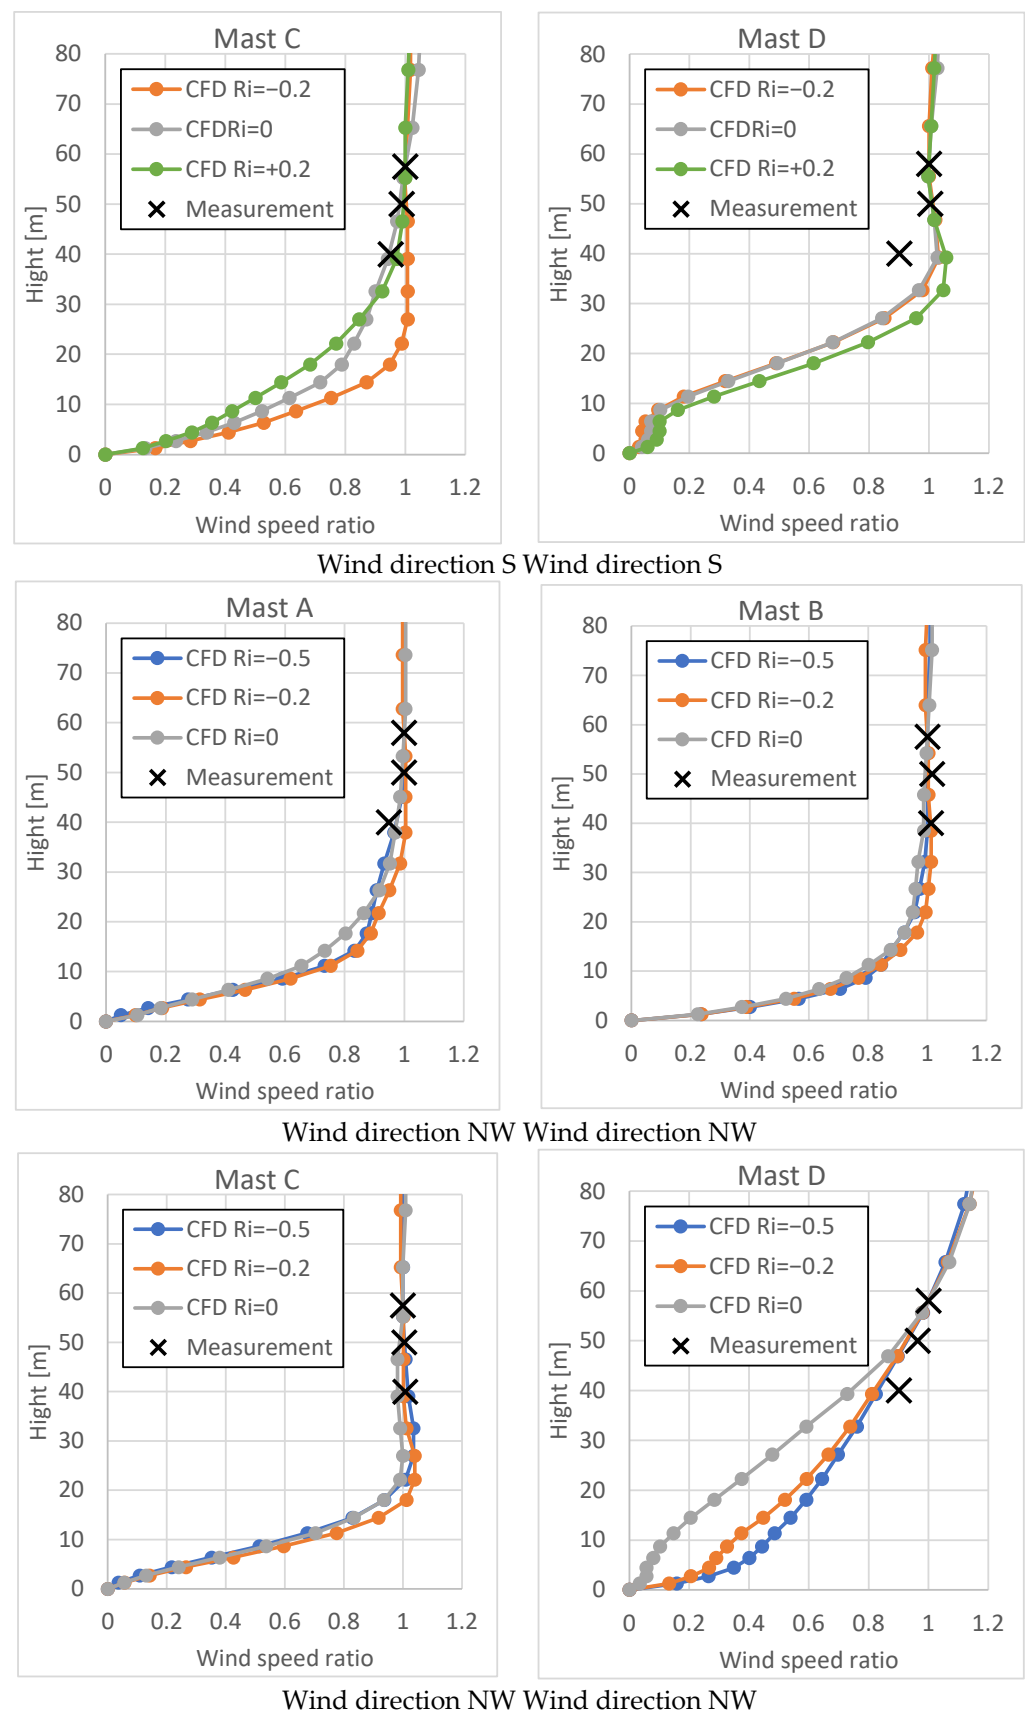 Mast C
80
70
60
50
40
30
20
10
0
Hight [m]
CFD Ri=−0.2
CFDRi=0
CFD Ri=+0.2
Measurement
0 0.2 0.4 0.6 0.8 1 1.2
Wind speed ratio
Mast D
80
70
60
50
40
30
20
10
0
Hight [m]
CFD Ri=−0.2
CFDRi=0
CFD Ri=+0.2
Measurement
0 0.2 0.4 0.6 0.8 1 1.2
Wind speed ratio
Wind direction S Wind direction S
Mast A
80
70
60
50
40
30
20
10
0
Hight [m]
CFD Ri=−0.5
CFD Ri=−0.2
CFD Ri=0
Measurement
0 0.2 0.4 0.6 0.8 1 1.2
Wind speed ratio
Mast B
80
70
60
50
40
30
20
10
0
Hight [m]
CFD Ri=−0.5
CFD Ri=−0.2
CFD Ri=0
Measurement
0 0.2 0.4 0.6 0.8 1 1.2
Wind speed ratio
Wind direction NW Wind direction NW
Mast C
80
70
60
50
40
30
20
10
0
Hight [m]
CFD Ri=−0.5
CFD Ri=−0.2
CFD Ri=0
Measurement
0 0.2 0.4 0.6 0.8 1 1.2
Wind speed ratio
Mast D
80
70
60
50
40
30
20
10
0
Hight [m]
CFD Ri=−0.5
CFD Ri=−0.2
CFD Ri=0
Measurement
0 0.2 0.4 0.6 0.8 1 1.2
Wind speed ratio
Wind direction NW Wind direction NW